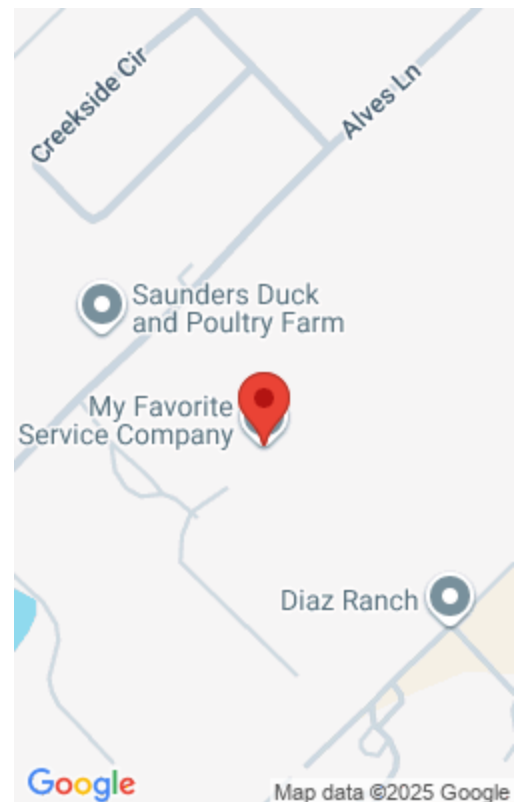 Creekside Cir
Alves Ln
Saunders Duck
and Poultry Farm
My Favorite
Service Company
Diaz Ranch
Google
Map data ©2025 Google